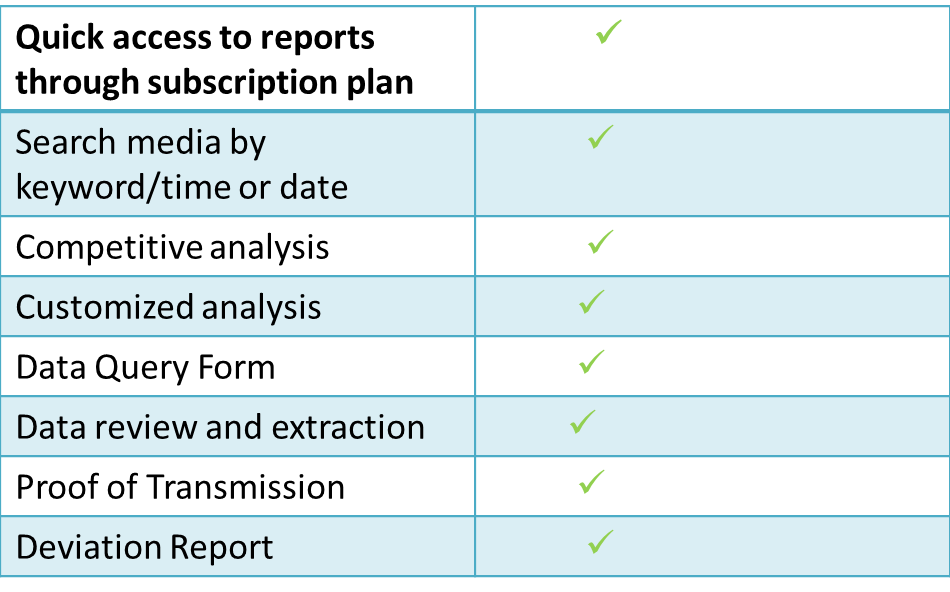 Quick access to reports ✓
through subscription plan
Search media by ✓
keyword/time or date
Competitive analysis ✓
Customized analysis ✓
Data Query Form ✓
Data review and extraction ✓
Proof of Transmission ✓
Deviation Report ✓